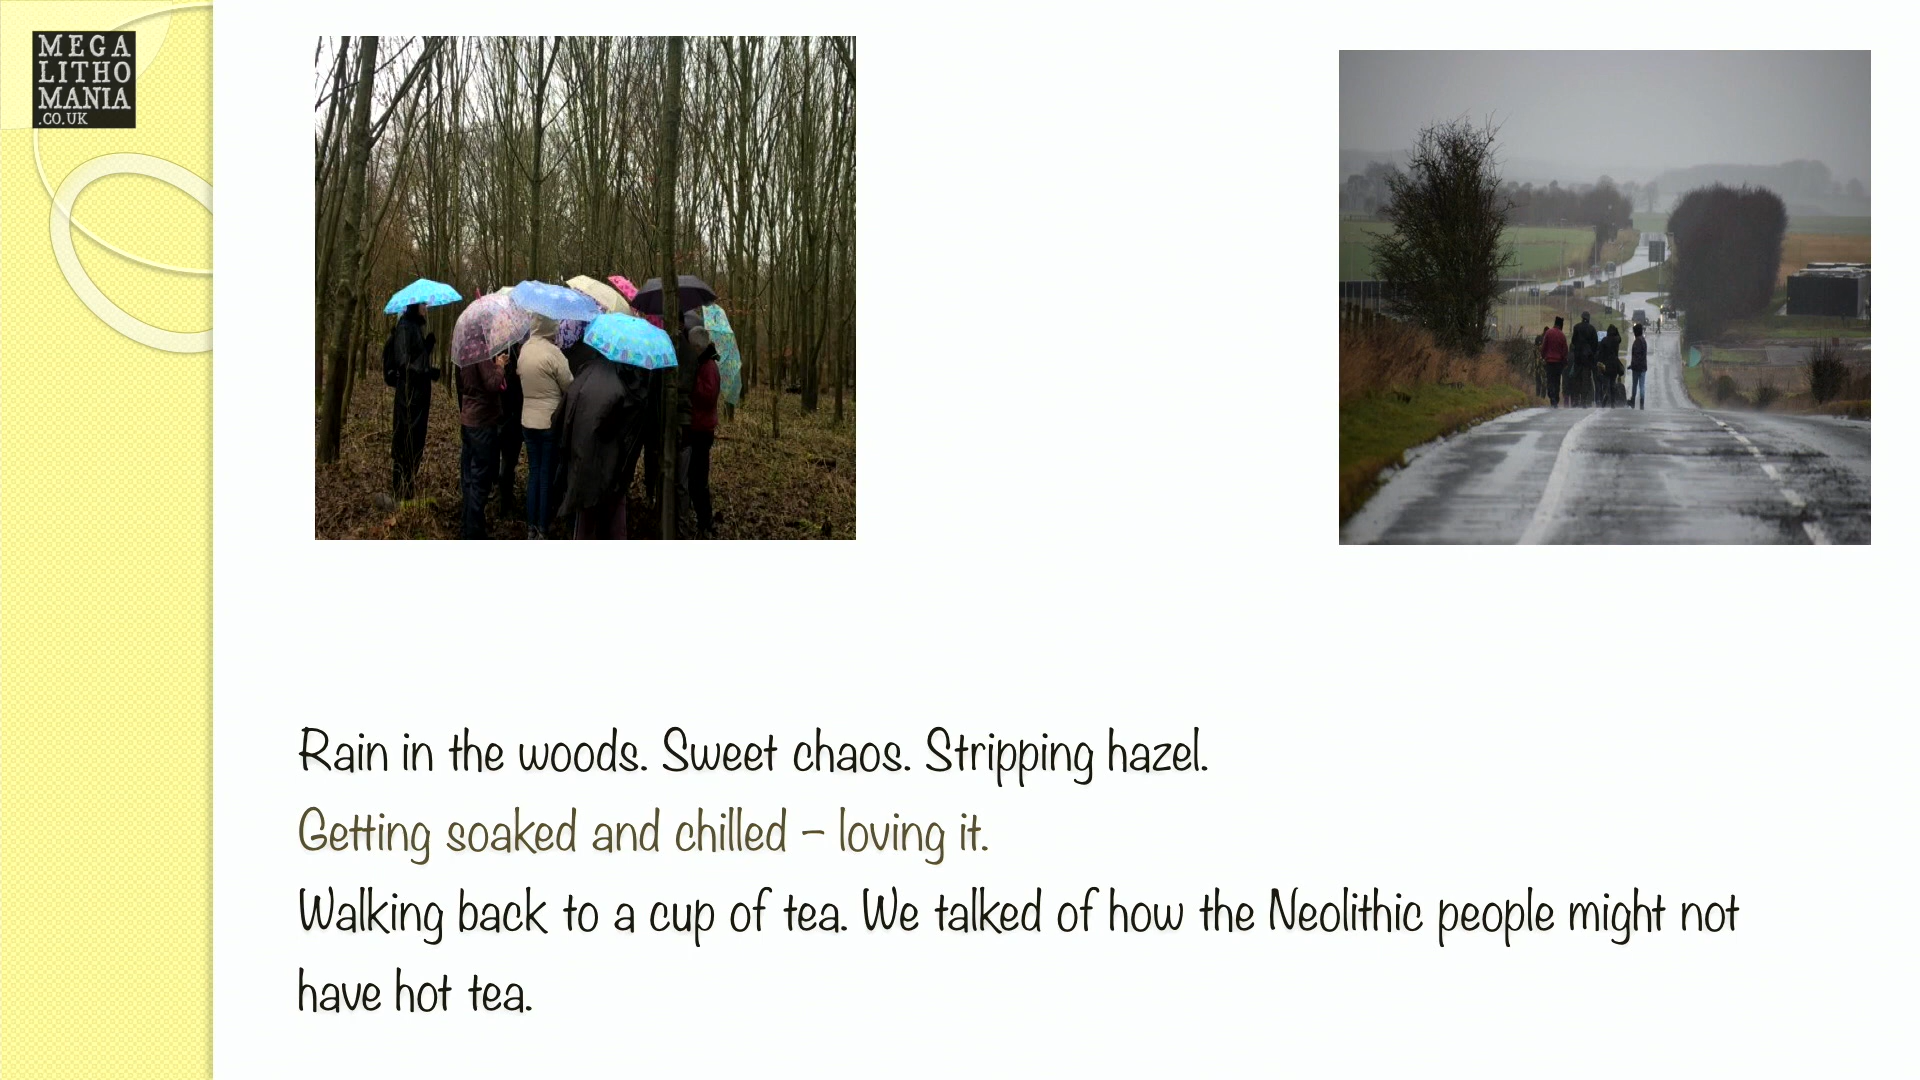 MEGA
LITHO
MANIA
.CO.UK
Rain in the woods. Sweet chaos. Stripping hazel.
Getting soaked and chilled – loving it.
Walking back to a cup of tea. We talked of how the Neolithic people might not
have hot tea.